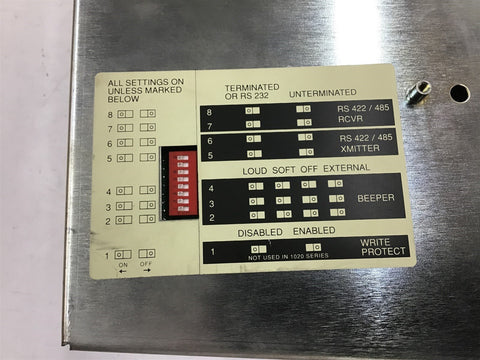 ALL SETTINGS ON
UNLESS MARKED
BELOW
8
7
6
5
4
3
2
1
ON OFF
← →
TERMINATED
OR RS 232 UNTERMINATED
8 RS 422 / 485
7 RCVR
6 RS 422 / 485
5 XMITTER
LOUD SOFT OFF EXTERNAL
4
3 BEEPER
2
DISABLED ENABLED
1 WRITE
PROTECT
NOT USED IN 1020 SERIES